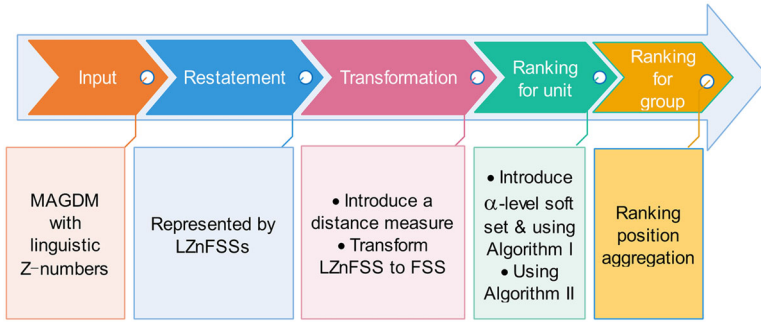 Input
Restatement
Transformation
Ranking
for unit
Ranking
for
group
MAGDM
with
linguistic
Z−numbers
Represented by
LZnFSSs
• Introduce a
distance measure
• Transform
LZnFSS to FSS
• Introduce
α-level soft
set & using
Algorithm I
• Using
Algorithm II
Ranking
position
aggregation